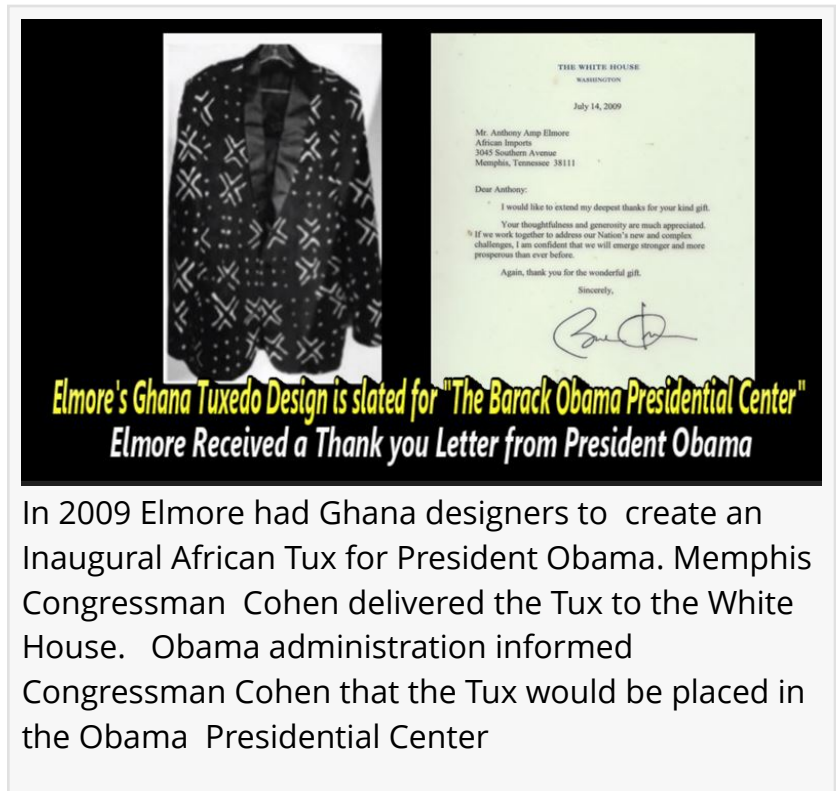 THE WHITE HOUSE
WASHINGTON
July 14, 2009
Mr. Anthony Amp Elmore
African Imports
3045 Southern Avenue
Memphis, Tennessee 38111
Dear Anthony:
I would like to extend my deepest thanks for your kind gift.
Your thoughtfulness and generosity are much appreciated.
If we work together to address our Nation's new and complex
challenges, I am confident that we will emerge stronger and more
prosperous than ever before.
Again, thank you for the wonderful gift.
Sincerely,
Elmore's Ghana Tuxedo Design is slated for "The Barack Obama Presidential Center"
Elmore Received a Thank you Letter from President Obama
In 2009 Elmore had Ghana designers to create an
Inaugural African Tux for President Obama. Memphis
Congressman Cohen delivered the Tux to the White
House. Obama administration informed
Congressman Cohen that the Tux would be placed in
the Obama Presidential Center